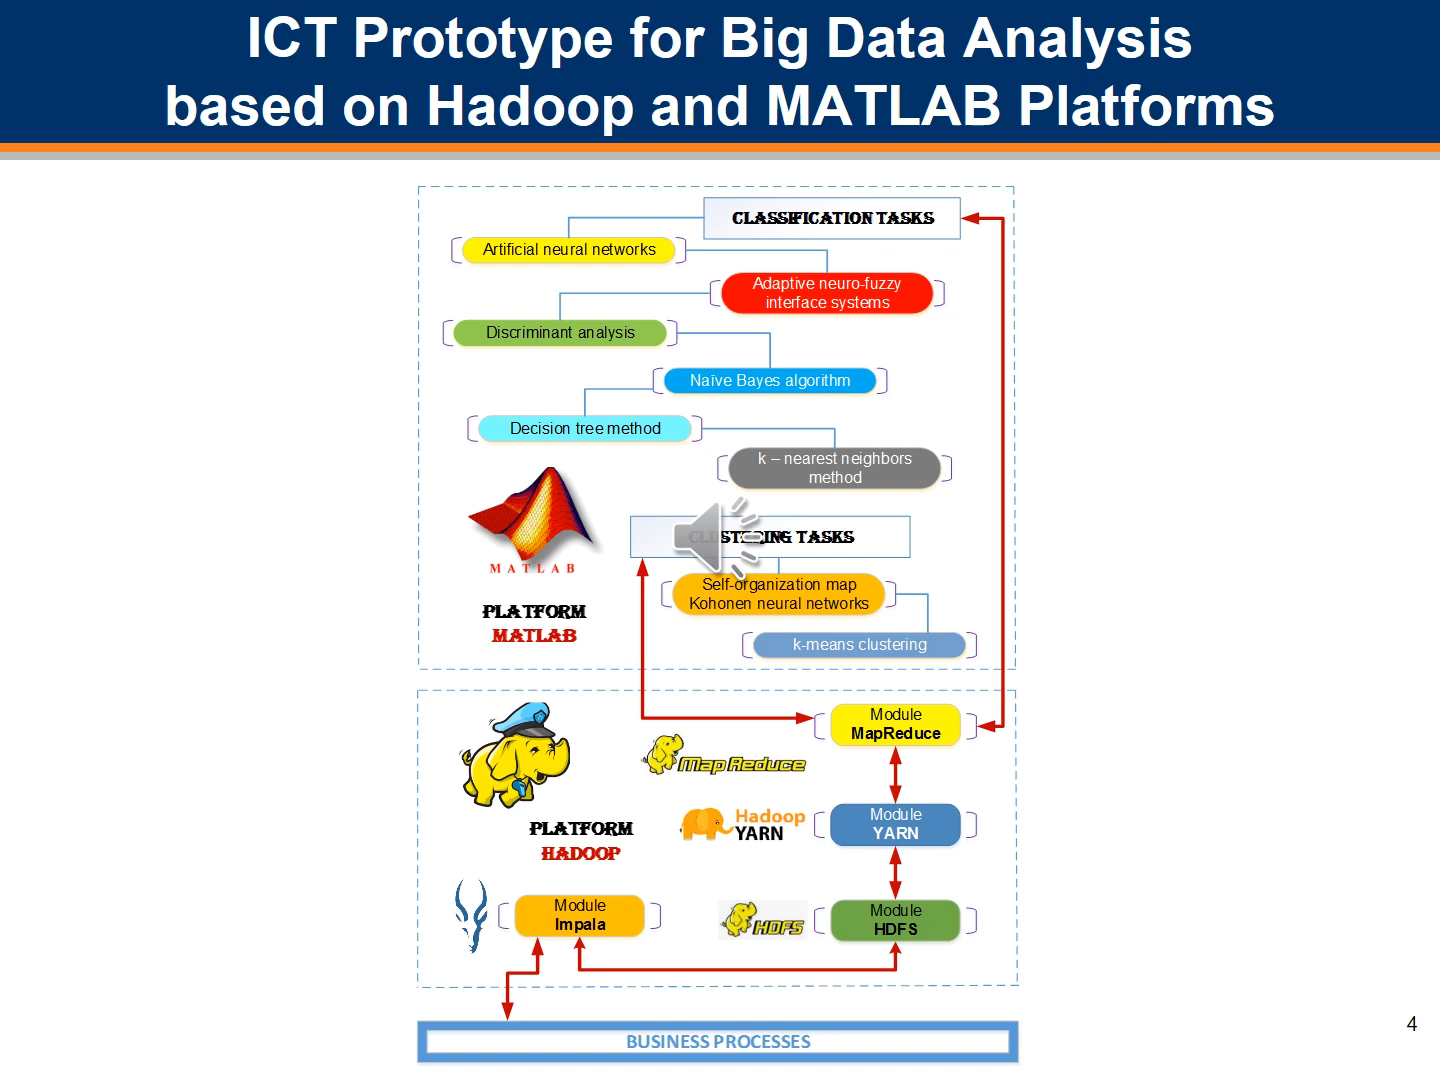 ICT Prototype for Big Data Analysis
based on Hadoop and MATLAB Platforms
CLASSIFICATION TASKS
Artificial neural networks
Adaptive neuro-fuzzy
interface systems
Discriminant analysis
Naïve Bayes algorithm
Decision tree method
k – nearest neighbors
method
MATLAB
PLATFORM
MATLAB
CLUSTERING TASKS
Self-organization map
Kohonen neural networks
k-means clustering
Module
MapReduce
Map Reduce
Hadoop
YARN
Module
YARN
PLATFORM
HADOOP
Module
Impala
HDFS
Module
HDFS
BUSINESS PROCESSES
4